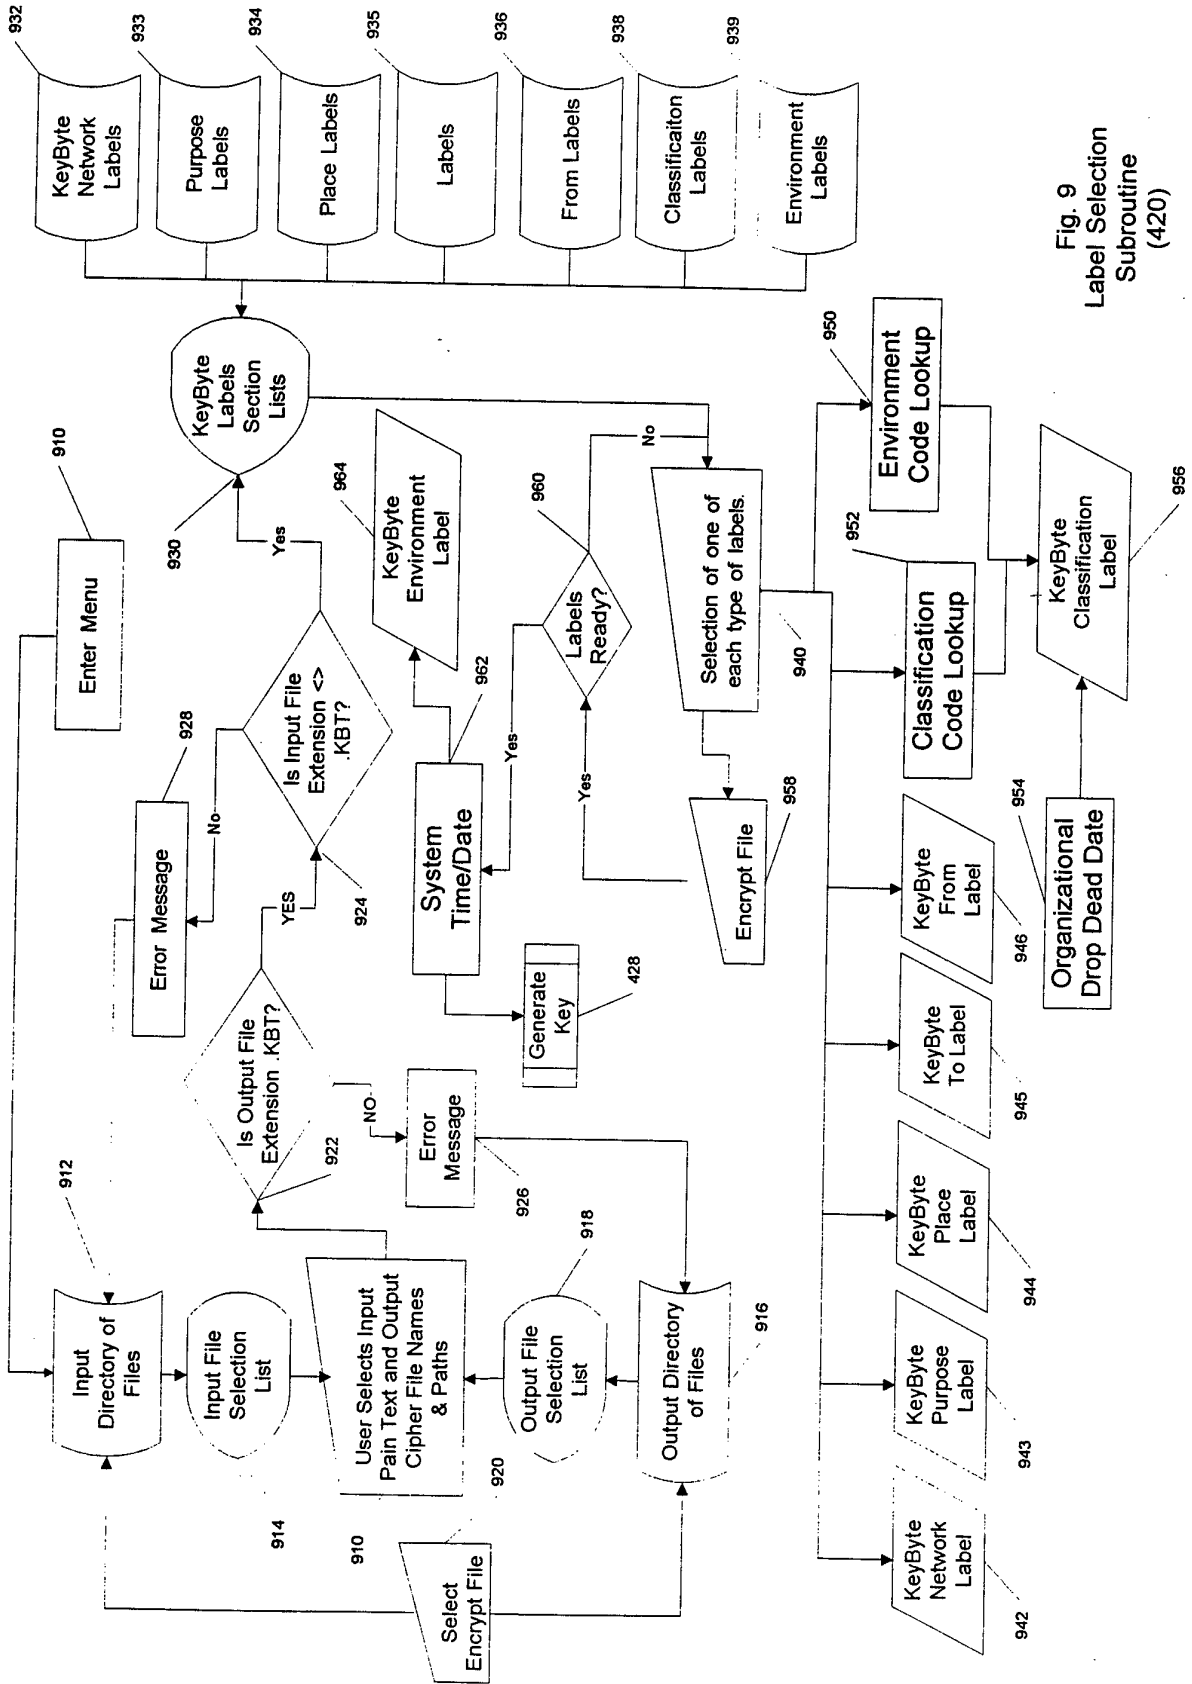 932
933
934
935
936
938
939
KeyByte
Network
Labels
Purpose
Labels
Place Labels
Labels
From Labels
Classificaiton
Labels
Environment
Labels
910
Enter Menu
930
KeyByte
Labels
Section
Lists
Yes
928
Error Message
No
Is Input File
Extension <>
.KBT?
924
YES
964
KeyByte
Environment
Label
962
System
Time/Date
Yes
960
Labels
Ready?
No
Yes
Selection of one of
each type of labels.
940
958
Encrypt File
Generate
Key
428
Is Output File
Extension .KBT?
922
NO
Error
Message
926
912
Input
Directory of
Files
Input File
Selection
List
914
User Selects Input
Pain Text and Output
Cipher File Names
& Paths
910
918
Output File
Selection
List
Output Directory
of Files
916
920
Select
Encrypt File
950
Environment
Code Lookup
952
Classification
Code Lookup
KeyByte
Classification
Label
956
954
Organizational
Drop Dead Date
KeyByte
From
Label
946
KeyByte
To Label
945
KeyByte
Place
Label
944
KeyByte
Purpose
Label
943
KeyByte
Network
Label
942
Fig. 9
Label Selection
Subroutine
(420)